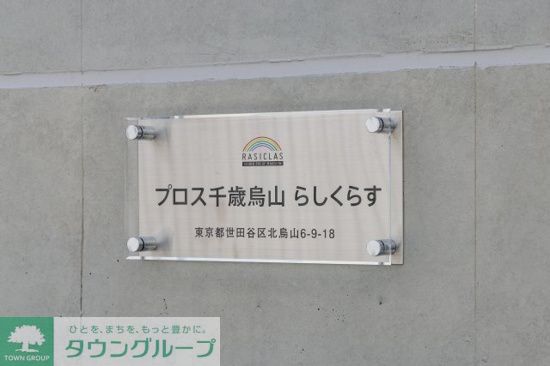 RASICLAS
プロス千歳烏山 らしくらす
東京都世田谷区北烏山6-9-18
ひとを、まちを、もっと豊かに。
タウングループ
TOWN GROUP